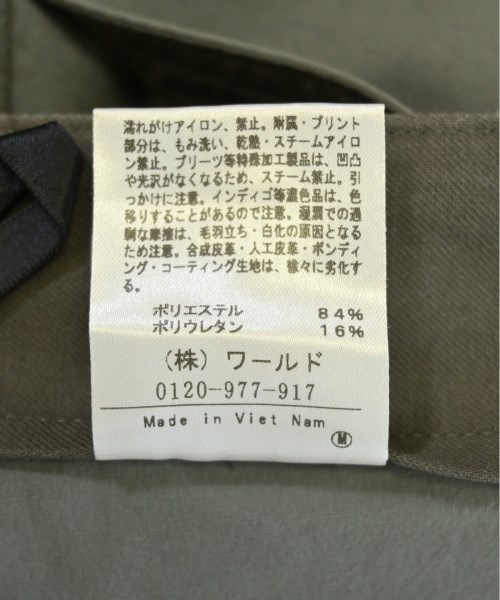 濡れがけアイロン、禁止。附属・プリント
部分は、もみ洗い、乾熱・スチームアイロ
ン禁止。プリーツ等特殊加工製品は、凹凸
や光沢がなくなるため、スチーム禁止。引
っかけに注意。インディゴ等濃色品は、色
移りすることがあるので注意。湿潤での過
剰な摩擦は、毛羽立ち・白化の原因となる
ため注意。合成皮革・人工皮革・ボンディ
ング・コーティング生地は、徐々に劣化す
る。
ポリエステル 84%
ポリウレタン 16%
(株) ワールド
0120-977-917
Made in Viet Nam
M